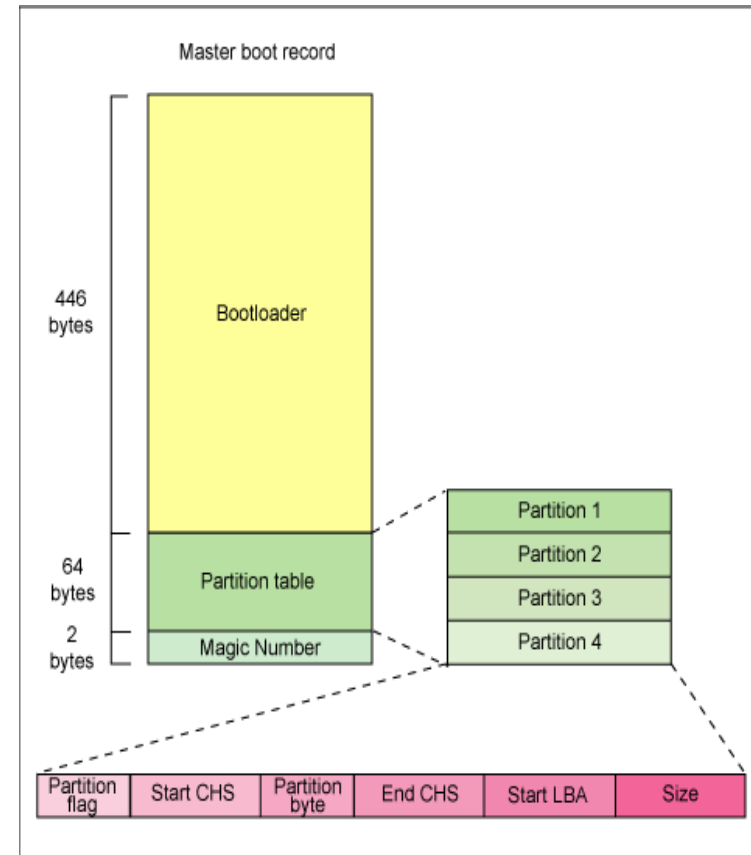 Master boot record
446
bytes
Bootloader
Partition 1
Partition 2
64
bytes
Partition table
Partition 3
2
bytes
Magic Number
Partition 4
Partition
flag
Start CHS
Partition
byte
End CHS
Start LBA
Size